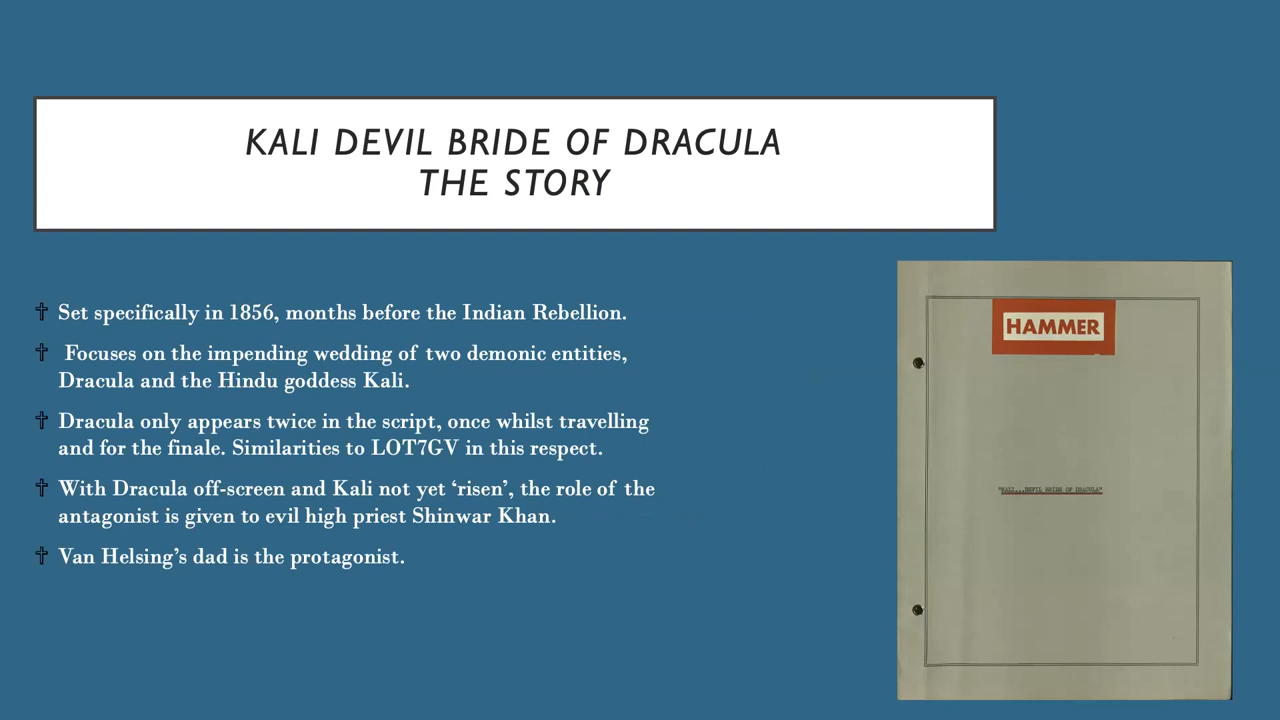 KALI DEVIL BRIDE OF DRACULA
THE STORY
Set specifically in 1856, months before the Indian Rebellion.
Focuses on the impending wedding of two demonic entities,
Dracula and the Hindu goddess Kali.
Dracula only appears twice in the script, once whilst travelling
and for the finale. Similarities to LOT7GV in this respect.
With Dracula off-screen and Kali not yet ‘risen’, the role of the
antagonist is given to evil high priest Shinwar Khan.
Van Helsing’s dad is the protagonist.
HAMMER
"KALI...DEVIL BRIDE OF DRACULA"